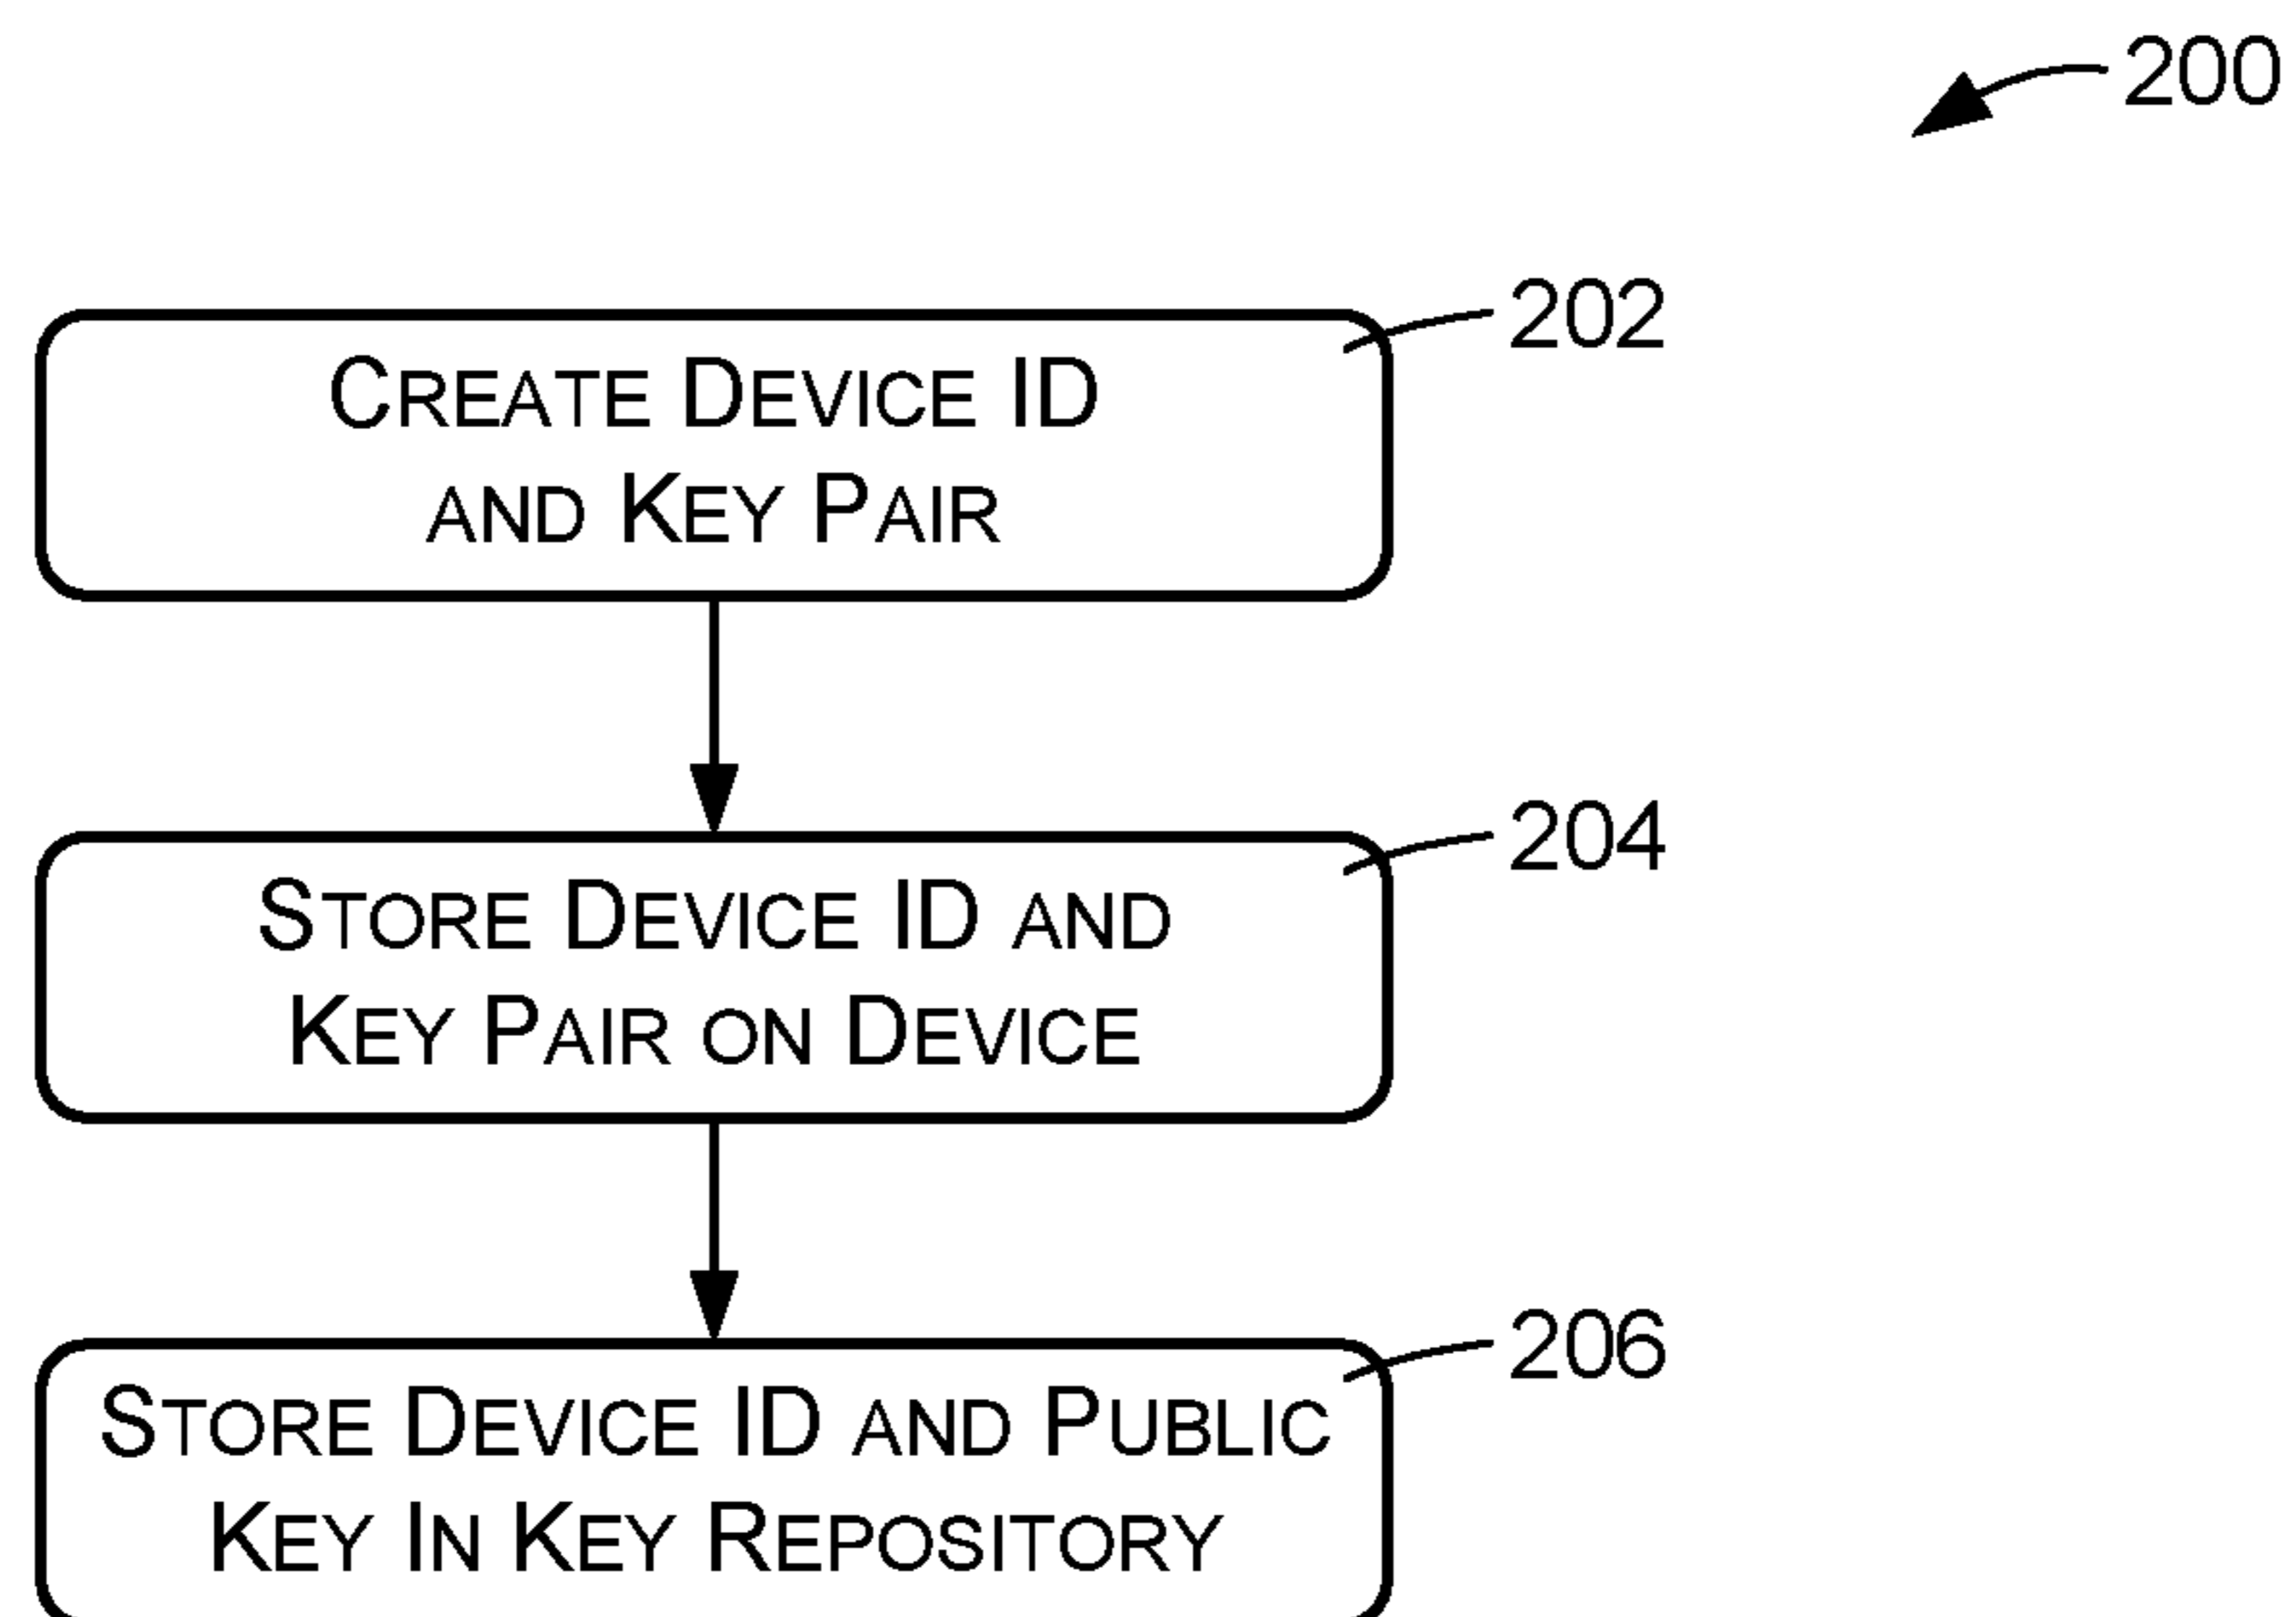 200
202
CREATE DEVICE ID
AND KEY PAIR
204
STORE DEVICE ID AND
KEY PAIR ON DEVICE
206
STORE DEVICE ID AND PUBLIC
KEY IN KEY REPOSITORY